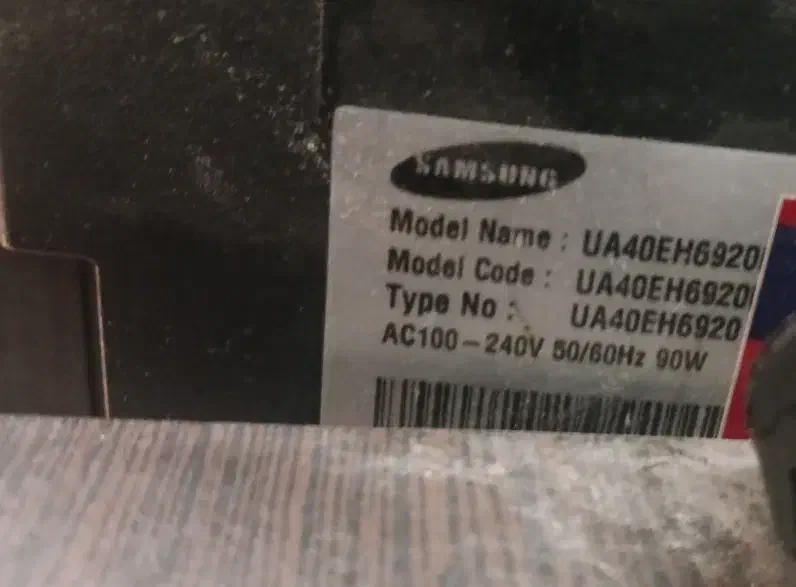 SAMSUNG
Model Name : UA40EH6920
Model Code : UA40EH6920
Type No : UA40EH6920
AC100-240V 50/60Hz 90W